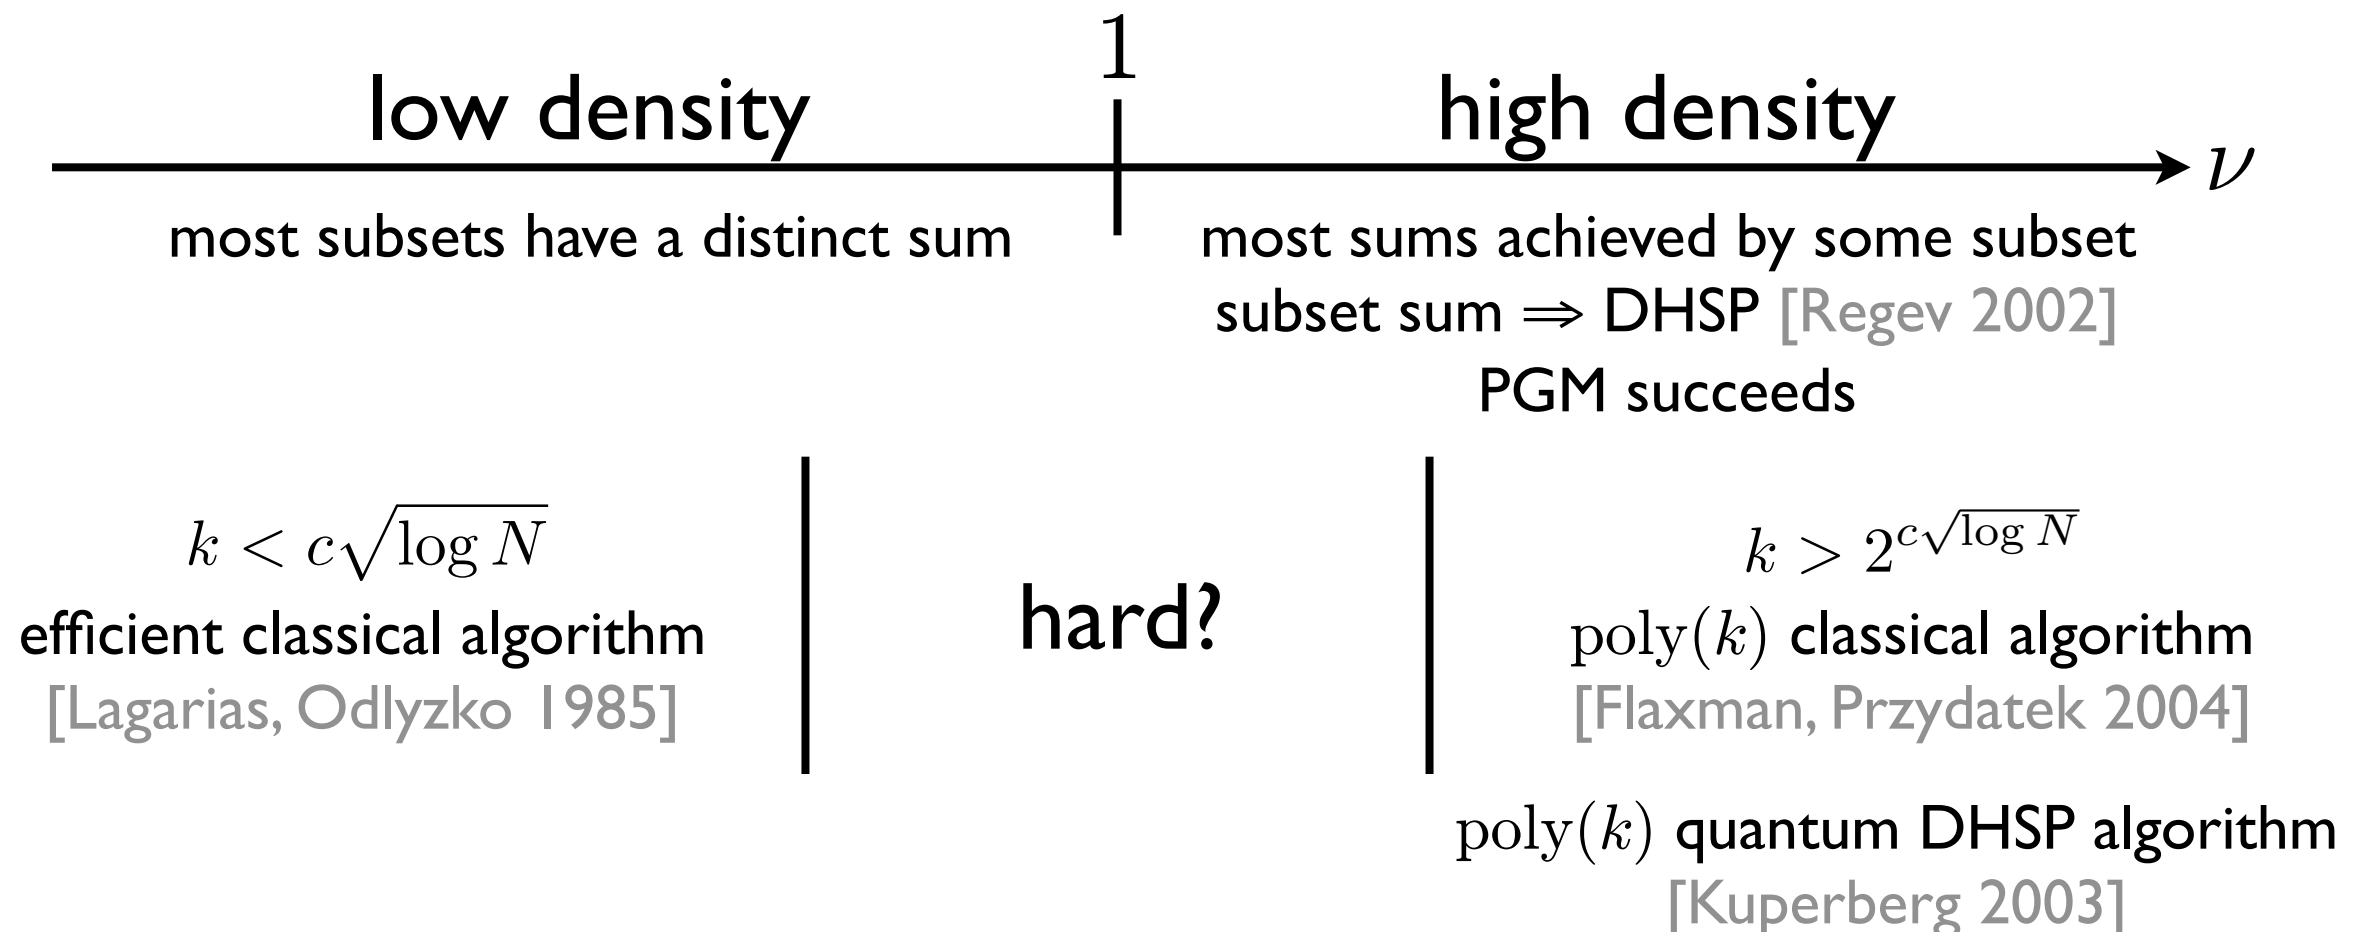 1
low density
high density
ν
most subsets have a distinct sum
most sums achieved by some subset
subset sum ⇒ DHSP [Regev 2002]
PGM succeeds
k < c√log N
efficient classical algorithm
[Lagarias, Odlyzko 1985]
hard?
k > 2^{c√log N}
poly(k) classical algorithm
[Flaxman, Przydatek 2004]
poly(k) quantum DHSP algorithm
[Kuperberg 2003]